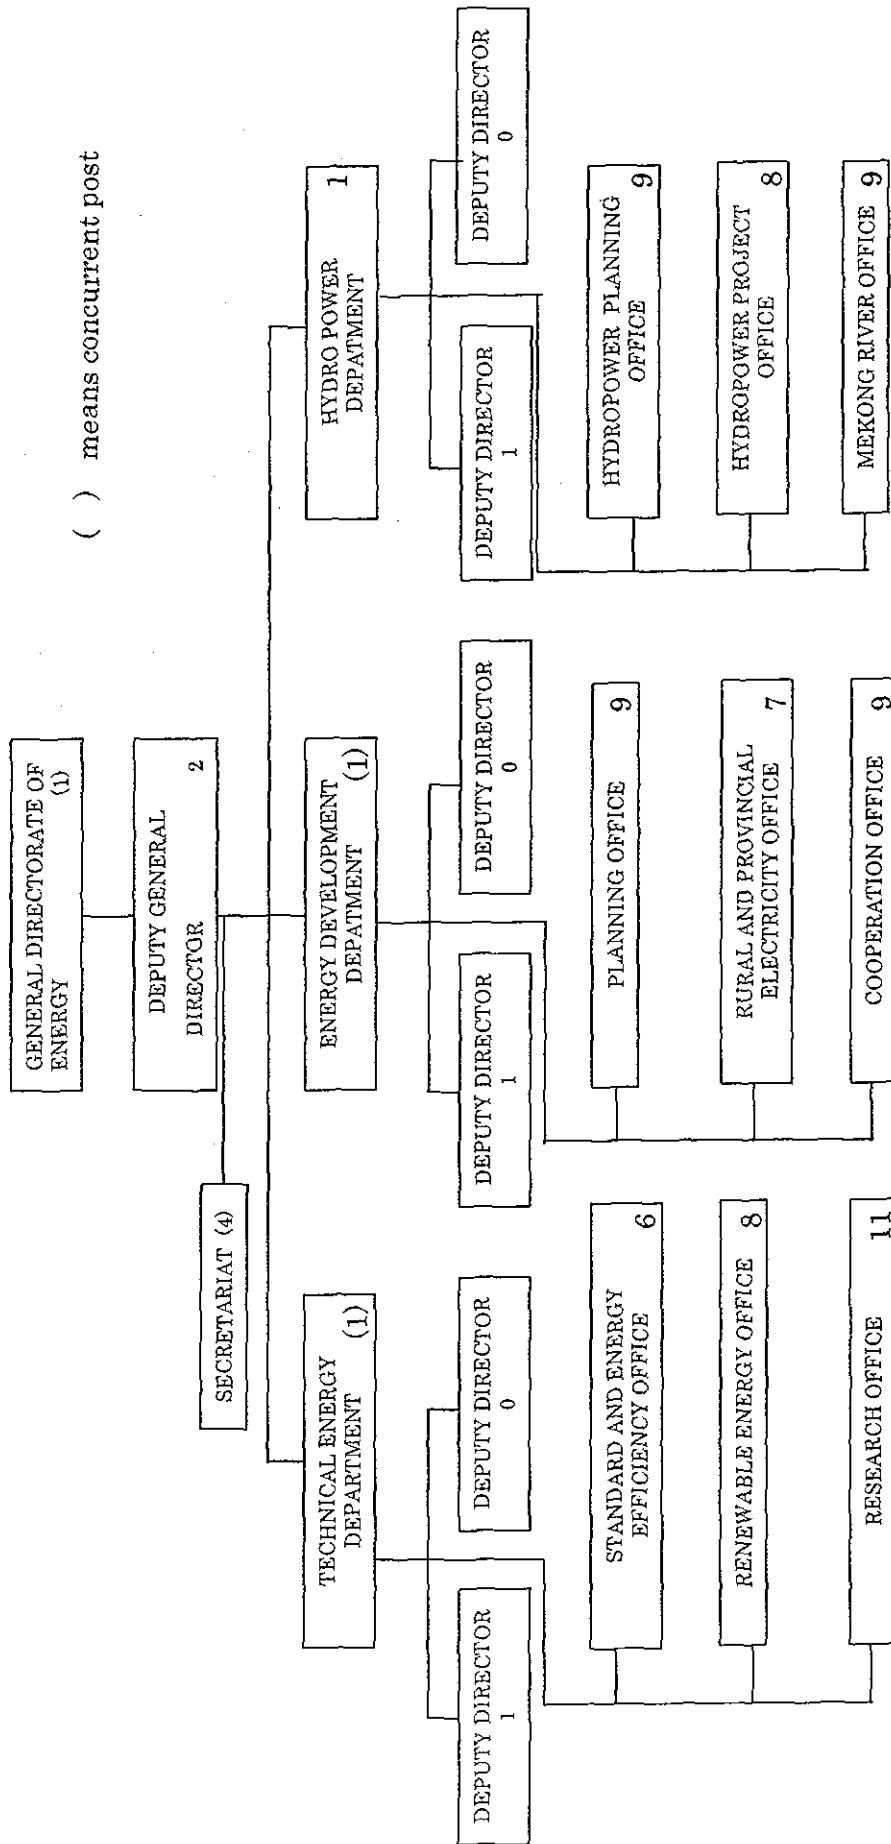 ( ) means concurrent post
GENERAL DIRECTORATE OF
ENERGY (1)
DEPUTY GENERAL
DIRECTOR 2
SECRETARIAT (4)
TECHNICAL ENERGY
DEPARTMENT (1)
ENERGY DEVELOPMENT
DEPATMENT (1)
HYDRO POWER
DEPATMENT 1
DEPUTY DIRECTOR
1
DEPUTY DIRECTOR
0
DEPUTY DIRECTOR
1
DEPUTY DIRECTOR
0
DEPUTY DIRECTOR
1
DEPUTY DIRECTOR
0
STANDARD AND ENERGY
EFFICIENCY OFFICE 6
PLANNING OFFICE 9
HYDROPOWER PLANNING
OFFICE 9
RENEWABLE ENERGY OFFICE 8
RURAL AND PROVINCIAL
ELECTRICITY OFFICE 7
HYDROPOWER PROJECT
OFFICE 8
RESEARCH OFFICE 11
COOPERATION OFFICE 9
MEKONG RIVER OFFICE 9